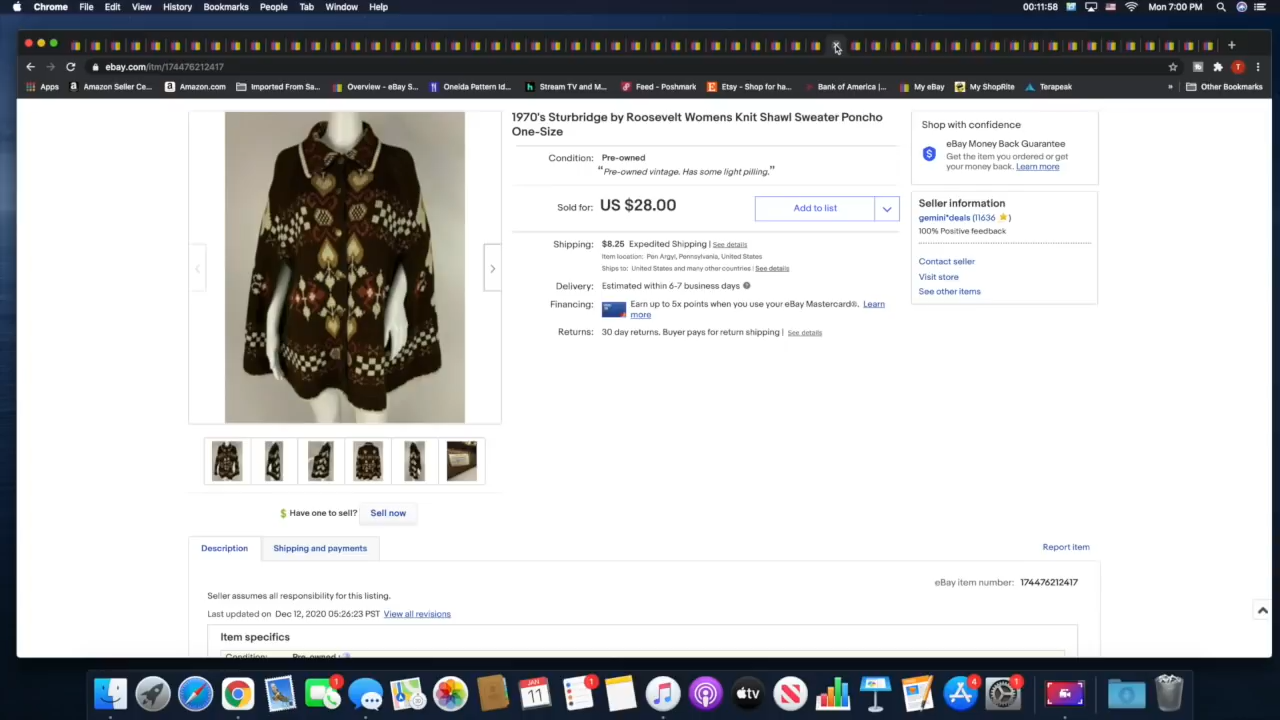 Chrome File Edit View History Bookmarks People Tab Window Help 00:11:58 Mon 7:00 PM
ebay.com/itm/174476212417
Apps Amazon Seller Ce... Amazon.com Imported From Sa... Overview - eBay S... Oneida Pattern Id... Stream TV and M... Feed - Poshmark Etsy - Shop for ha... Bank of America |... My eBay My ShopRite Terapeak » Other Bookmarks
1970's Sturbridge by Roosevelt Womens Knit Shawl Sweater Poncho
One-Size
Condition: Pre-owned
“Pre-owned vintage. Has some light pilling.”
Sold for: US $28.00
Add to list
Shipping: $8.25 Expedited Shipping | See details
Item location: Pen Argyl, Pennsylvania, United States
Ships to: United States and many other countries | See details
Delivery: Estimated within 6-7 business days
Financing: Earn up to 5x points when you use your eBay Mastercard®. Learn
more
Returns: 30 day returns. Buyer pays for return shipping | See details
Shop with confidence
eBay Money Back Guarantee
Get the item you ordered or get
your money back. Learn more
Seller information
gemini*deals (11636 )
100% Positive feedback
Contact seller
Visit store
See other items
$ Have one to sell? Sell now
Description Shipping and payments
Report item
eBay item number: 174476212417
Seller assumes all responsibility for this listing.
Last updated on Dec 12, 2020 05:26:23 PST View all revisions
Item specifics
Condition: Pre-owned :
1
JAN
11
1
4
1